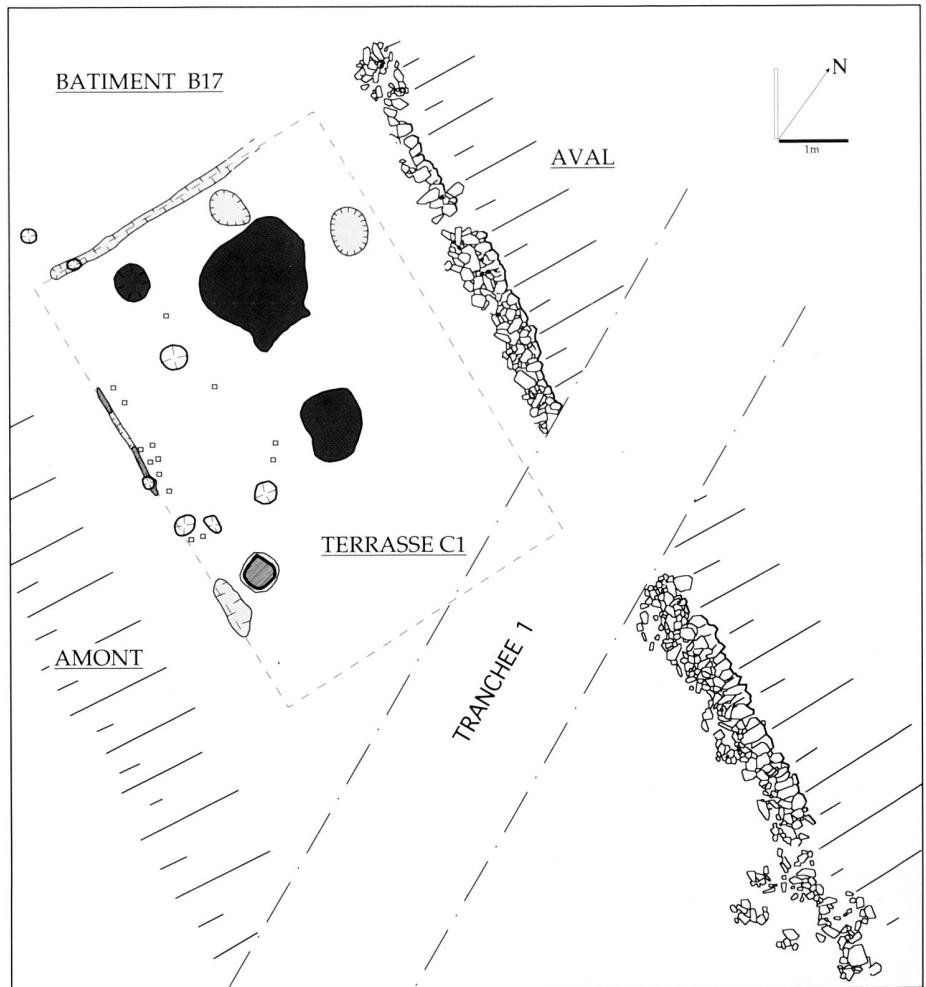 BATIMENT B17
N
1m
AVAL
TERRASSE C1
AMONT
TRANCHEE 1